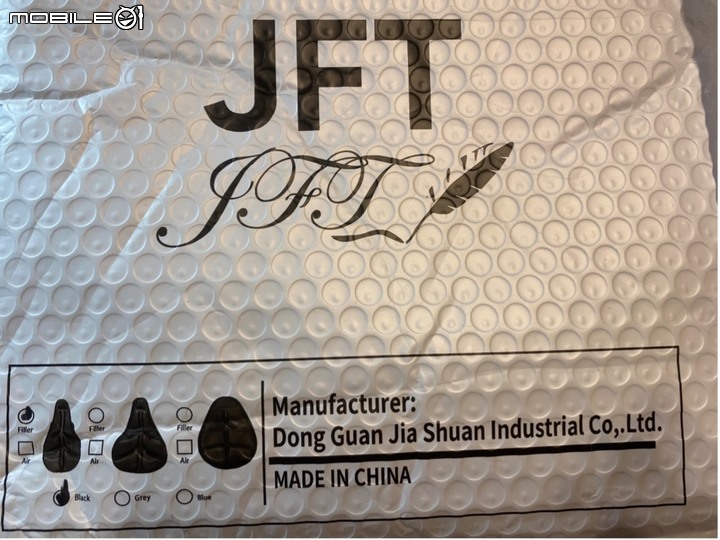 MOBILE01
JFT
JFT
Manufacturer:
Dong Guan Jia Shuan Industrial Co,.Ltd.
MADE IN CHINA
Filler Filler Filler
Air Air Air
Black Grey Blue